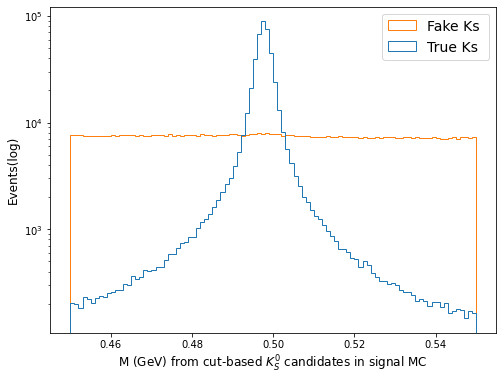 Fake Ks
True Ks
Events(log)
10^5
10^4
10^3
0.46 0.48 0.50 0.52 0.54
M (GeV) from cut-based K_S^0 candidates in signal MC